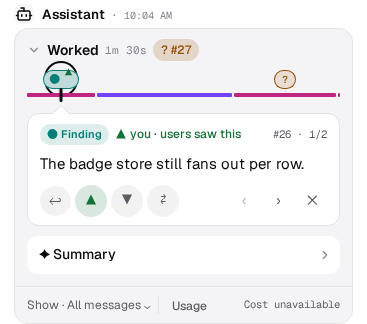 Assistant · 10:04 AM
Worked 1m 30s ? #27
?
Finding ▲ you · users saw this #26 · 1/2
The badge store still fans out per row.
Summary
Show · All messages Usage Cost unavailable